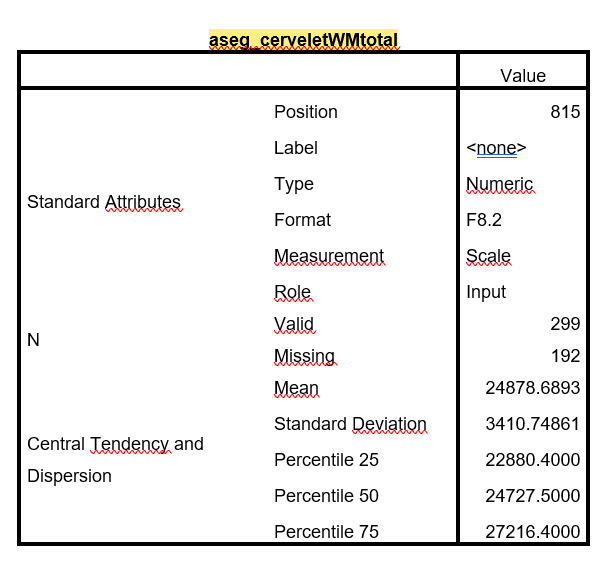 aseg_cerveletWMtotal
Value
Position 815
Label <none>
Type Numeric
Standard Attributes
Format F8.2
Measurement Scale
Role Input
Valid 299
N
Missing 192
Mean 24878.6893
Standard Deviation 3410.74861
Central Tendency and
Dispersion
Percentile 25 22880.4000
Percentile 50 24727.5000
Percentile 75 27216.4000